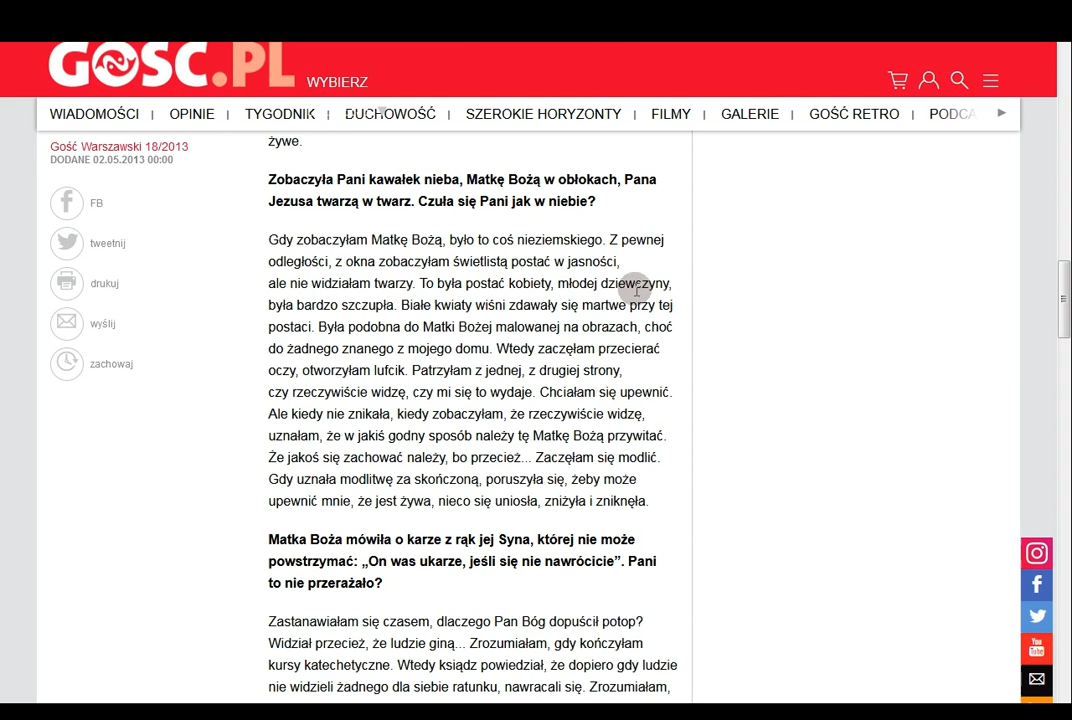 GOSC.PL
WYBIERZ
WIADOMOŚCI | OPINIE | TYGODNIK | DUCHOWOŚĆ | SZEROKIE HORYZONTY | FILMY | GALERIE | GOŚĆ RETRO | PODCA
żywe.
Gość Warszawski 18/2013
DODANE 02.05.2013 00:00
FB
tweetnij
drukuj
wyślij
zachowaj
Zobaczyła Pani kawałek nieba, Matkę Bożą w obłokach, Pana
Jezusa twarzą w twarz. Czuła się Pani jak w niebie?
Gdy zobaczyłam Matkę Bożą, było to coś nieziemskiego. Z pewnej
odległości, z okna zobaczyłam świetlistą postać w jasności,
ale nie widziałam twarzy. To była postać kobiety, młodej dziewczyny,
była bardzo szczupła. Białe kwiaty wiśni zdawały się martwe przy tej
postaci. Była podobna do Matki Bożej malowanej na obrazach, choć
do żadnego znanego z mojego domu. Wtedy zaczęłam przecierać
oczy, otworzyłam lufcik. Patrzyłam z jednej, z drugiej strony,
czy rzeczywiście widzę, czy mi się to wydaje. Chciałam się upewnić.
Ale kiedy nie znikała, kiedy zobaczyłam, że rzeczywiście widzę,
uznałam, że w jakiś godny sposób należy tę Matkę Bożą przywitać.
Że jakoś się zachować należy, bo przecież... Zaczęłam się modlić.
Gdy uznała modlitwę za skończoną, poruszyła się, żeby może
upewnić mnie, że jest żywa, nieco się uniosła, zniżyła i zniknęła.
Matka Boża mówiła o karze z rąk jej Syna, której nie może
powstrzymać: „On was ukarze, jeśli się nie nawrócicie”. Pani
to nie przerażało?
Zastanawiałam się czasem, dlaczego Pan Bóg dopuścił potop?
Widział przecież, że ludzie giną... Zrozumiałam, gdy kończyłam
kursy katechetyczne. Wtedy ksiądz powiedział, że dopiero gdy ludzie
nie widzieli żadnego dla siebie ratunku, nawracali się. Zrozumiałam,
You
Tube